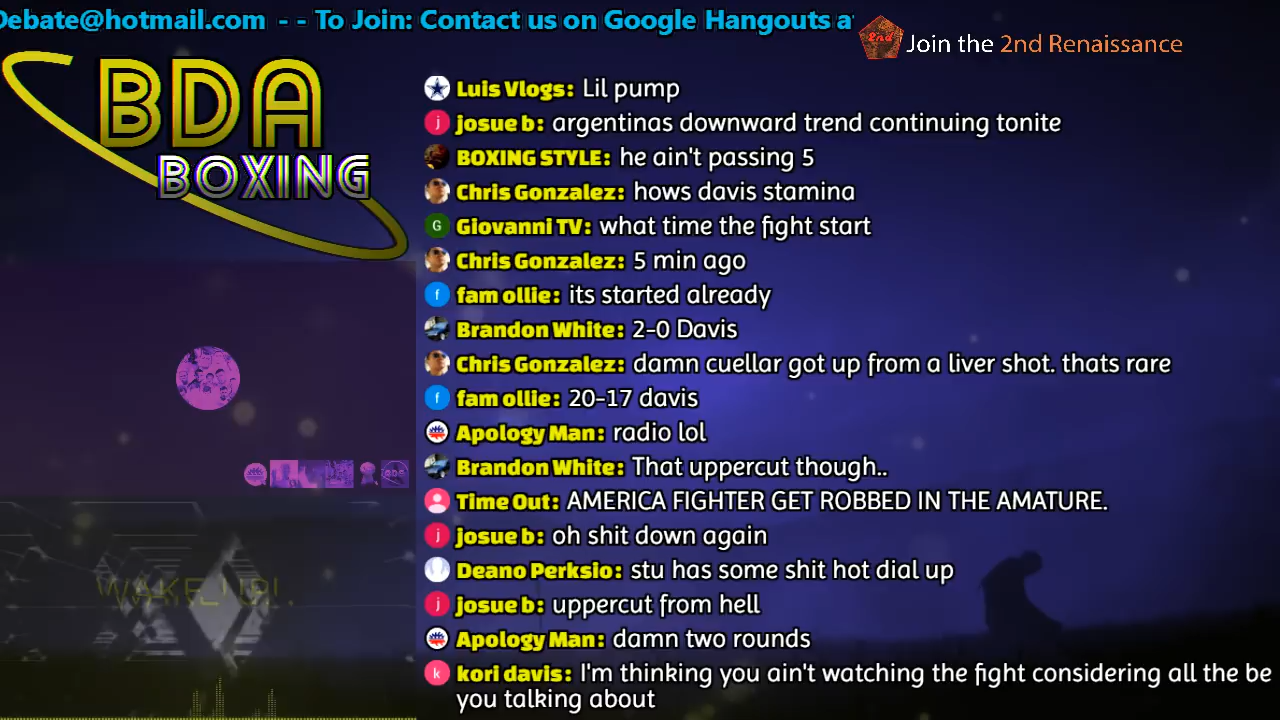 Debate@hotmail.com - - To Join: Contact us on Google Hangouts a
2nd
Join the 2nd Renaissance
BDA
BOXING
Luis Vlogs: Lil pump
josue b: argentinas downward trend continuing tonite
BOXING STYLE: he ain't passing 5
Chris Gonzalez: hows davis stamina
G Giovanni TV: what time the fight start
Chris Gonzalez: 5 min ago
f fam ollie: its started already
Brandon White: 2-0 Davis
Chris Gonzalez: damn cuellar got up from a liver shot. thats rare
f fam ollie: 20-17 davis
Apology Man: radio lol
Brandon White: That uppercut though..
Time Out: AMERICA FIGHTER GET ROBBED IN THE AMATURE.
j josue b: oh shit down again
Deano Perksio: stu has some shit hot dial up
j josue b: uppercut from hell
Apology Man: damn two rounds
k kori davis: I'm thinking you ain't watching the fight considering all the be
you talking about
WAKE UP!